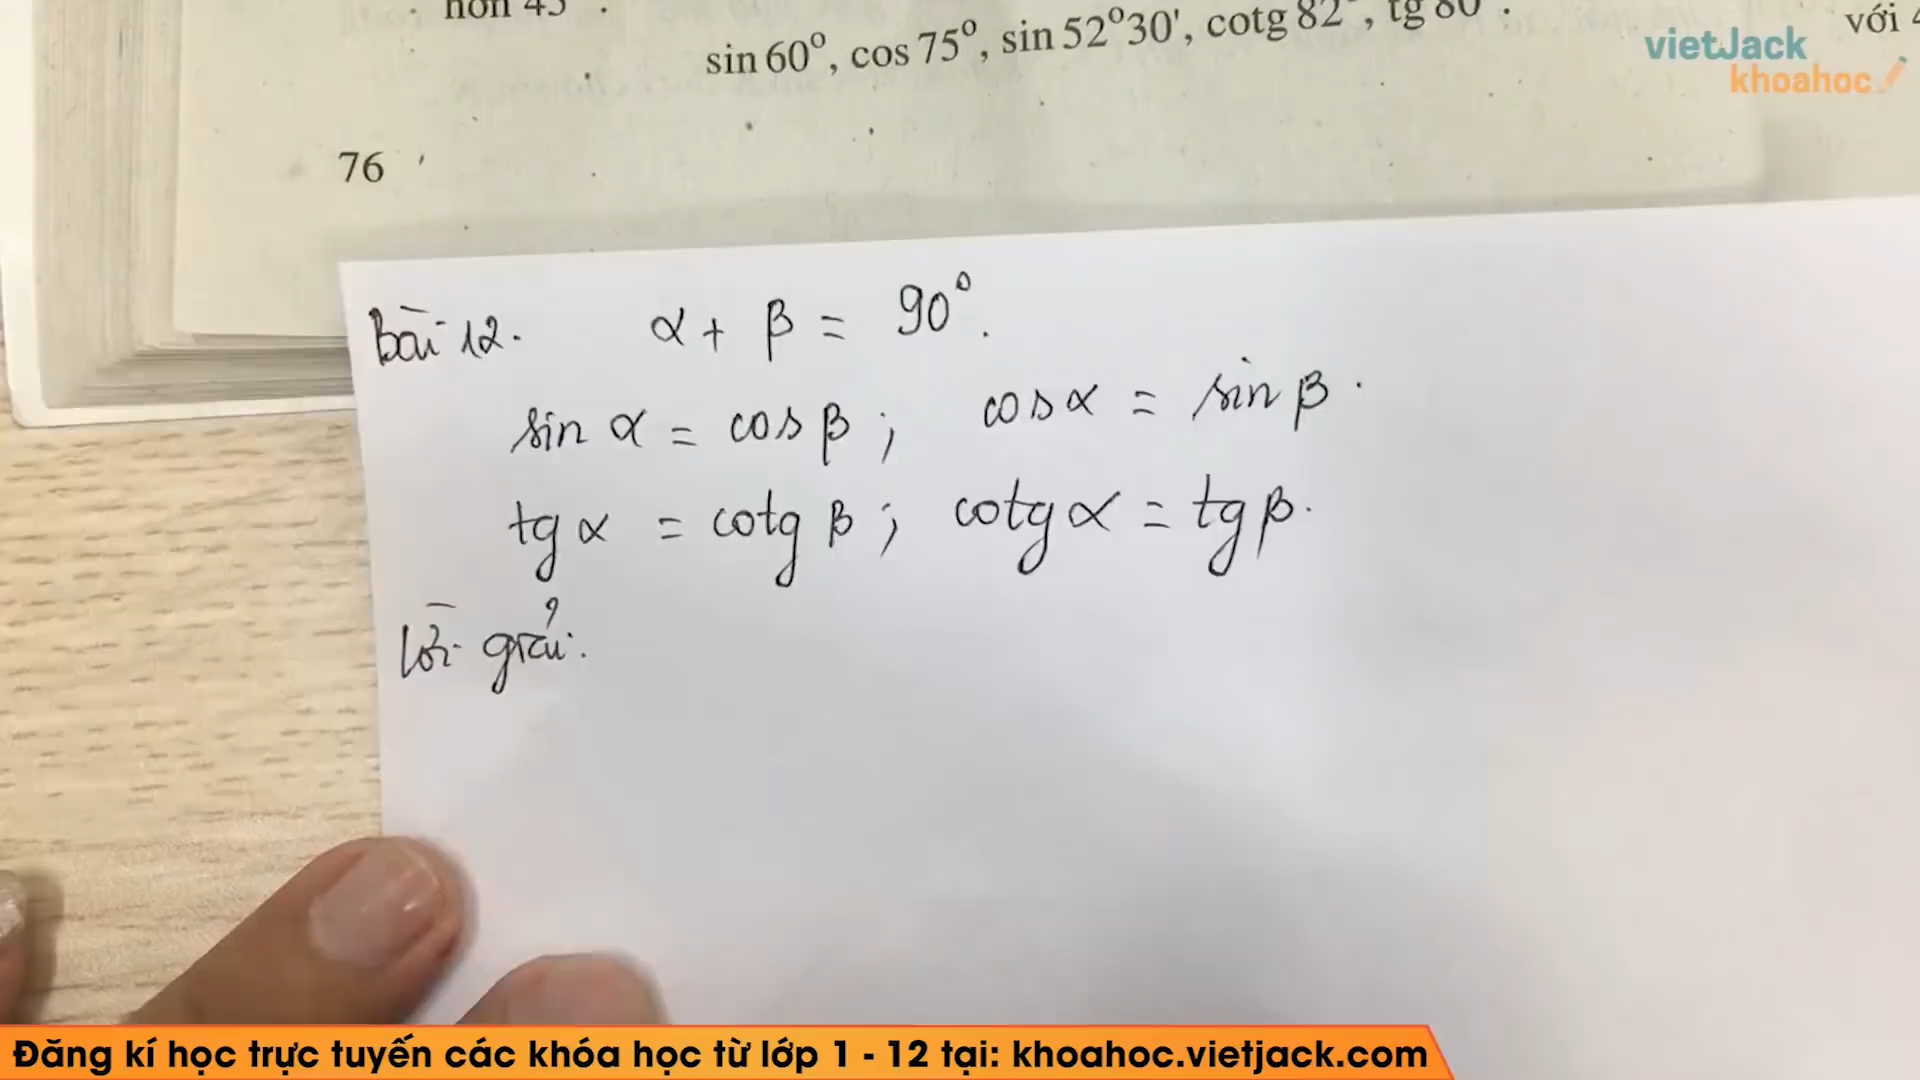 sin 60°, cos 75°, sin 52°30', cotg 82°, tg 80°.
với
vietJack
khoahoc
76
Bài 12. α + β = 90°.
sin α = cos β ; cos α = sin β.
tg α = cotg β ; cotg α = tg β.
Lời giải:
Đăng kí học trực tuyến các khóa học từ lớp 1 - 12 tại: khoahoc.vietjack.com